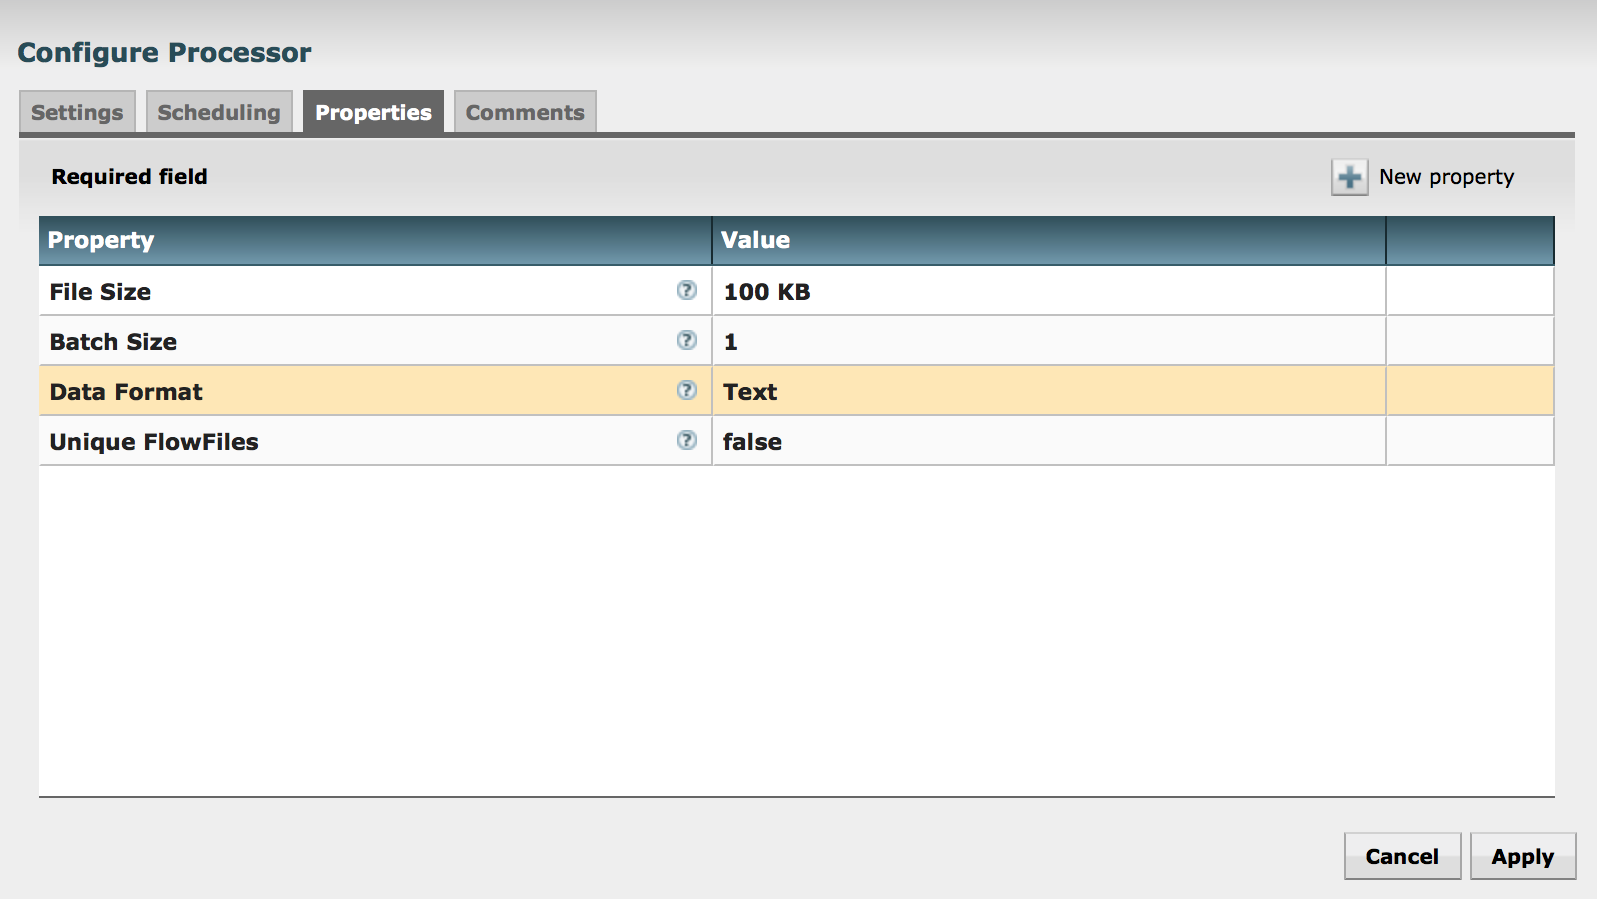 Configure Processor
Settings Scheduling Properties Comments
Required field New property
Property Value
File Size ? 100 KB
Batch Size ? 1
Data Format ? Text
Unique FlowFiles ? false
Cancel Apply